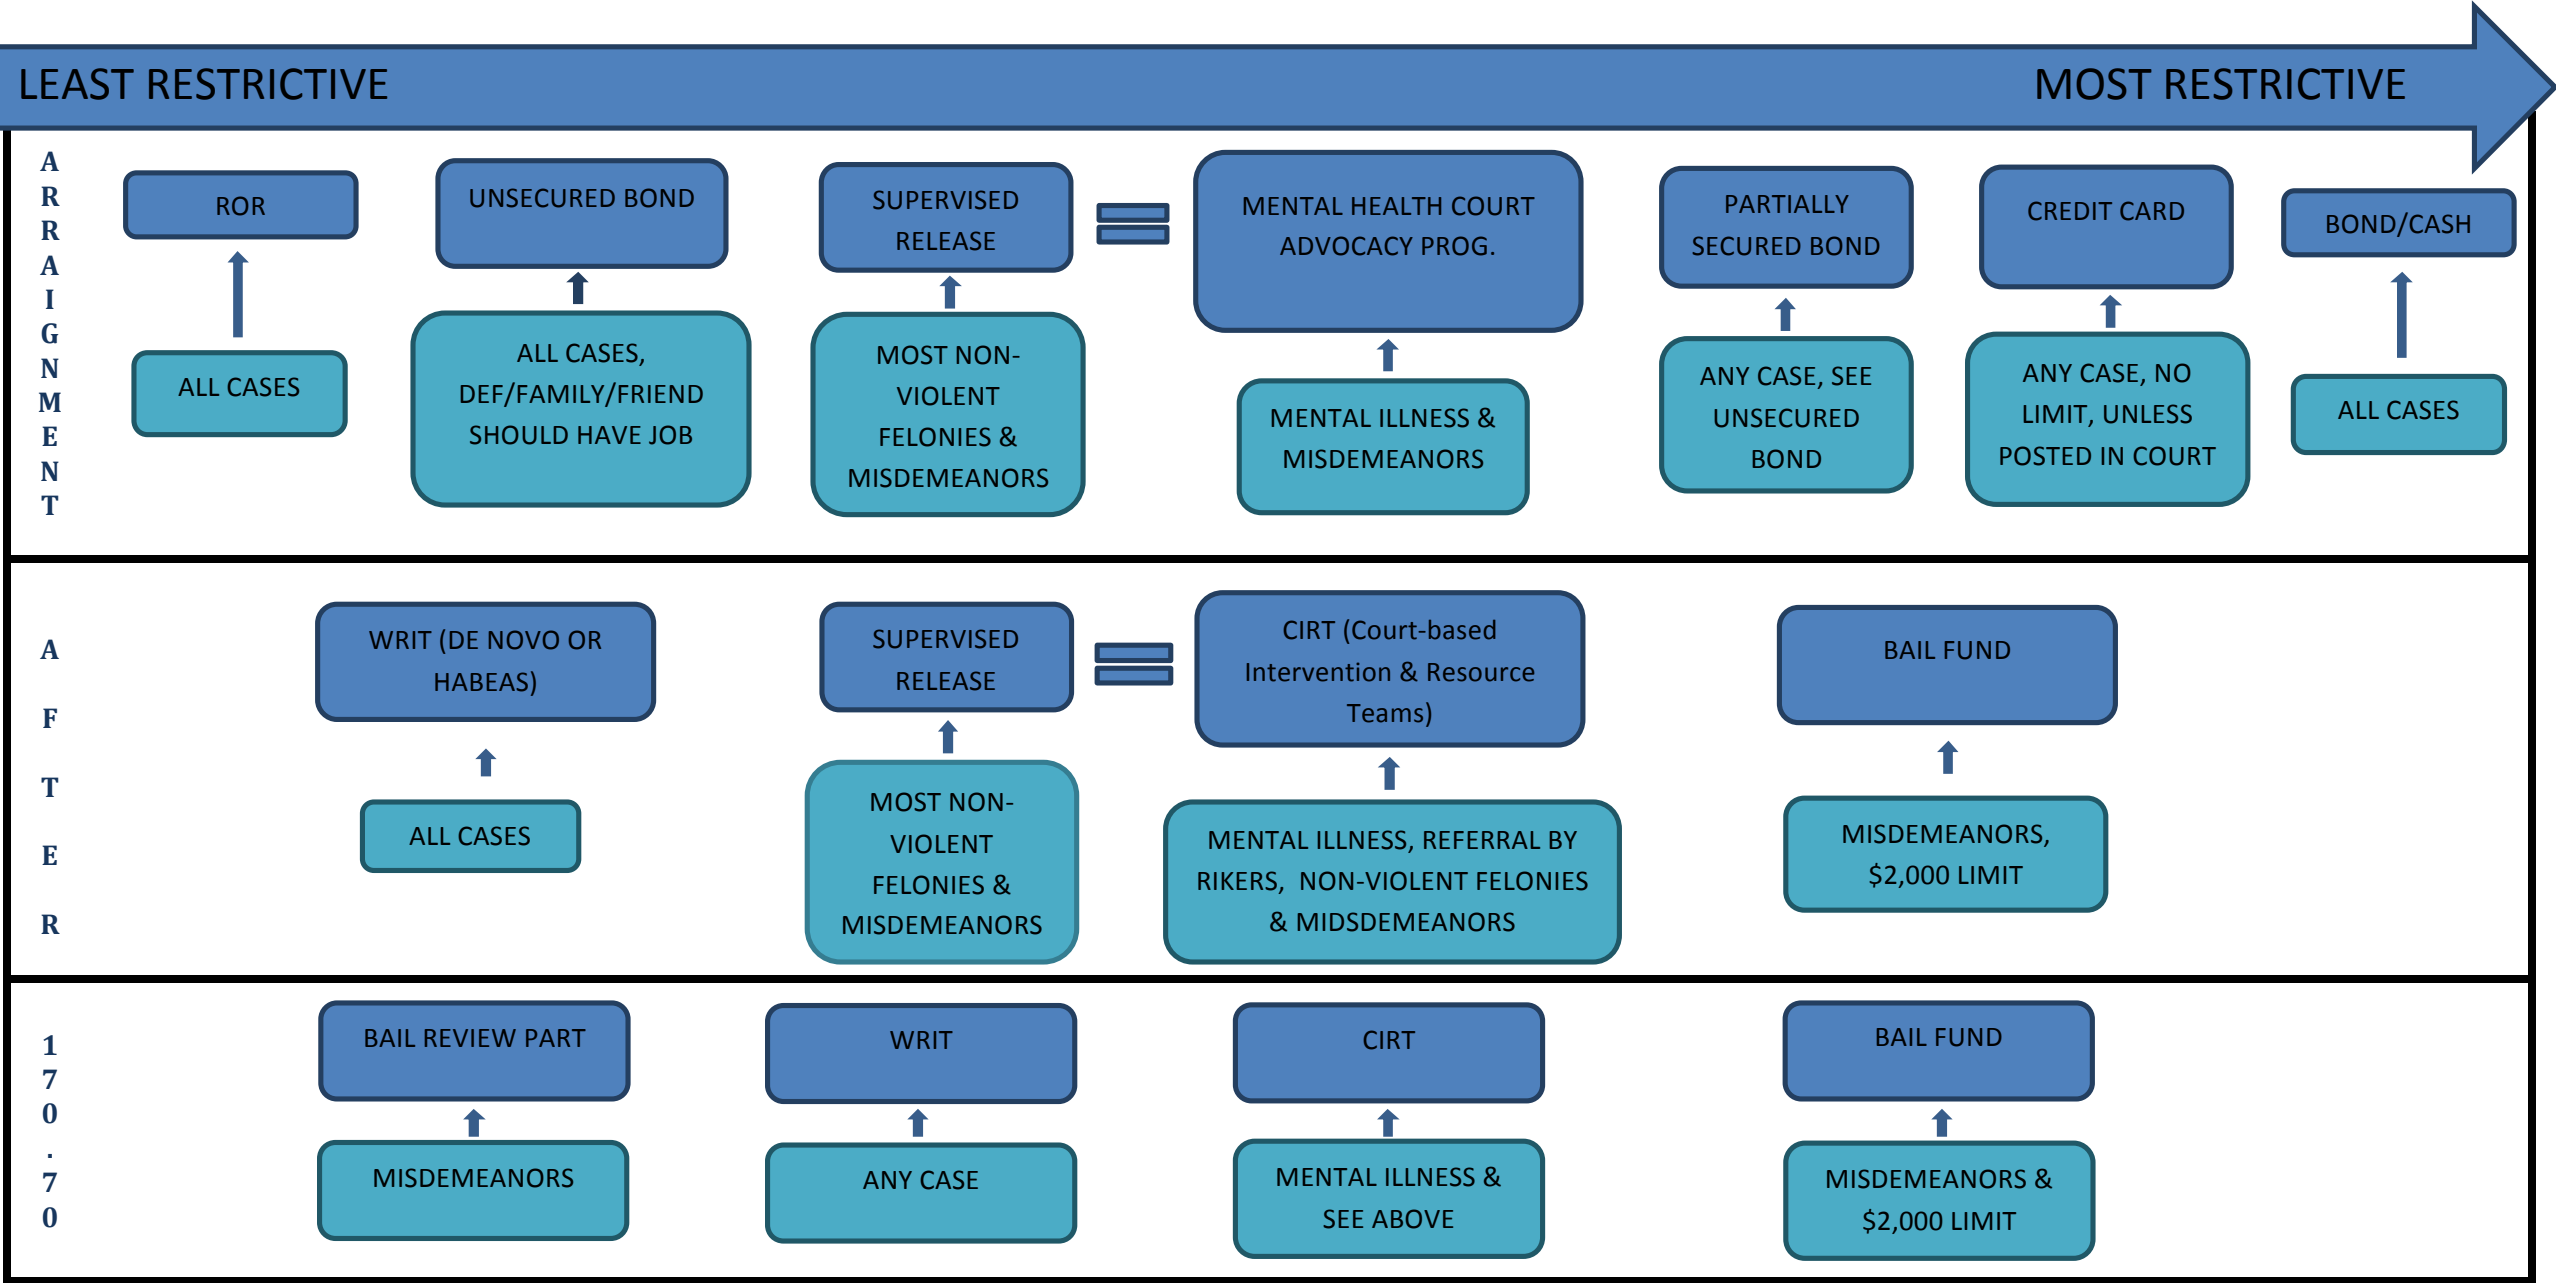 LEAST RESTRICTIVE
MOST RESTRICTIVE
ARRAIGNMENT
ROR
ALL CASES
UNSECURED BOND
ALL CASES,
DEF/FAMILY/FRIEND
SHOULD HAVE JOB
SUPERVISED
RELEASE
MOST NON-
VIOLENT
FELONIES &
MISDEMEANORS
MENTAL HEALTH COURT
ADVOCACY PROG.
MENTAL ILLNESS &
MISDEMEANORS
PARTIALLY
SECURED BOND
ANY CASE, SEE
UNSECURED
BOND
CREDIT CARD
ANY CASE, NO
LIMIT, UNLESS
POSTED IN COURT
BOND/CASH
ALL CASES
AFTER
WRIT (DE NOVO OR
HABEAS)
ALL CASES
SUPERVISED
RELEASE
MOST NON-
VIOLENT
FELONIES &
MISDEMEANORS
CIRT (Court-based
Intervention & Resource
Teams)
MENTAL ILLNESS, REFERRAL BY
RIKERS, NON-VIOLENT FELONIES
& MIDSDEMEANORS
BAIL FUND
MISDEMEANORS,
$2,000 LIMIT
170.70
BAIL REVIEW PART
MISDEMEANORS
WRIT
ANY CASE
CIRT
MENTAL ILLNESS &
SEE ABOVE
BAIL FUND
MISDEMEANORS &
$2,000 LIMIT